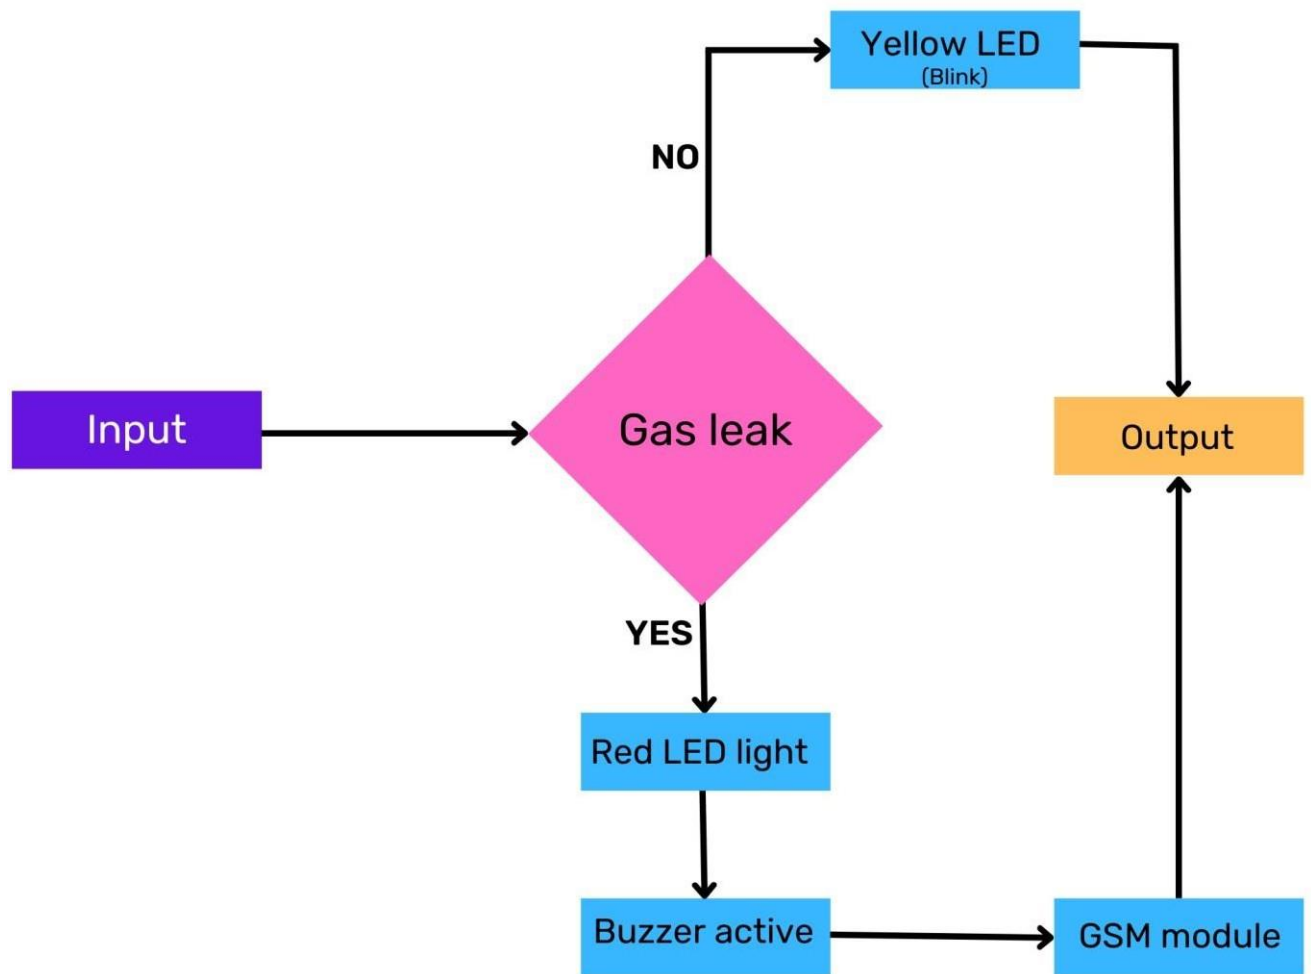 Yellow LED
(Blink)
NO
Input
Gas leak
Output
YES
Red LED light
Buzzer active
GSM module